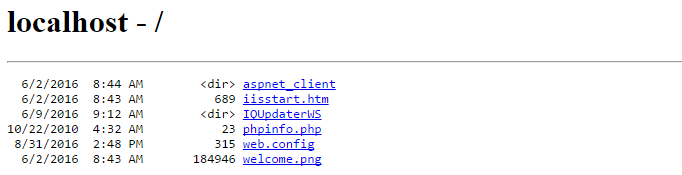 localhost - /
6/2/2016 8:44 AM <dir> aspnet_client
6/2/2016 8:43 AM 689 iisstart.htm
6/9/2016 9:12 AM <dir> IQUpdaterWS
10/22/2010 4:32 AM 23 phpinfo.php
8/31/2016 2:48 PM 315 web.config
6/2/2016 8:43 AM 184946 welcome.png